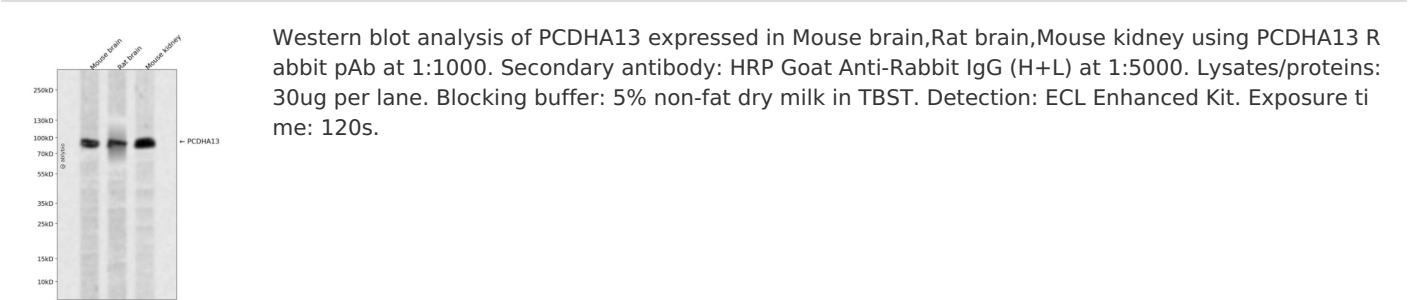 Mouse brain
Rat brain
Mouse kidney
250kD
130kD
100kD
70kD
55kD
35kD
25kD
15kD
10kD
← PCDHA13
Western blot analysis of PCDHA13 expressed in Mouse brain,Rat brain,Mouse kidney using PCDHA13 R
abbit pAb at 1:1000. Secondary antibody: HRP Goat Anti-Rabbit IgG (H+L) at 1:5000. Lysates/proteins:
30ug per lane. Blocking buffer: 5% non-fat dry milk in TBST. Detection: ECL Enhanced Kit. Exposure ti
me: 120s.